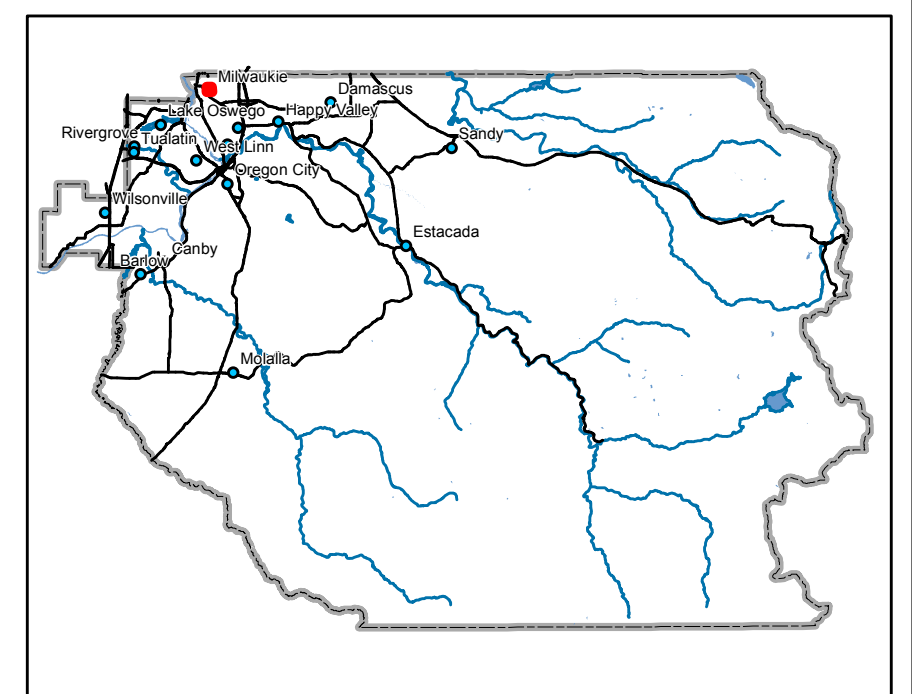 Milwaukie
Damascus
Lake Oswego
Happy Valley
Rivergrove
Tualatin
Sandy
West Linn
Oregon City
Wilsonville
Estacada
Canby
Barlow
Molalla